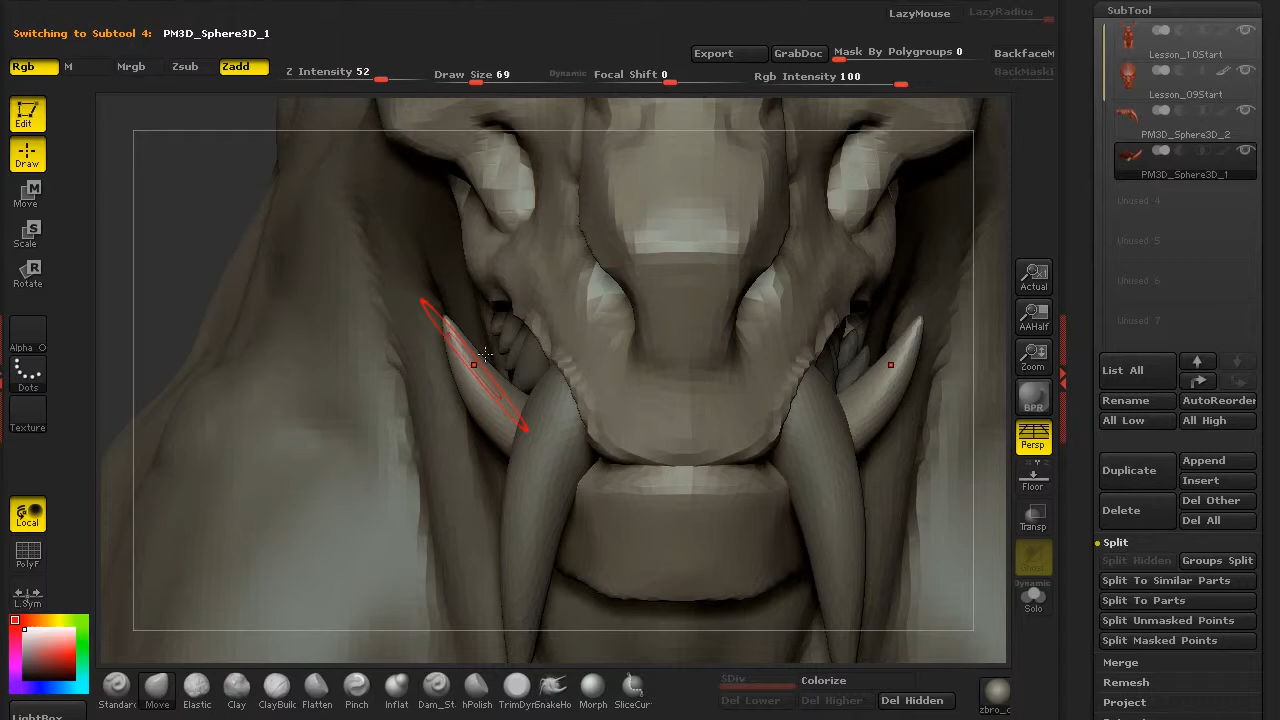 SubTool
LazyMouse
LazyRadius
Switching to Subtool 4: PM3D_Sphere3D_1
Export
GrabDoc
Mask By Polygroups 0
BackfaceM
BackMaskI
Rgb
M
Mrgb
Zsub
Zadd
Z Intensity 52
Draw Size 69
Dynamic
Focal Shift 0
Rgb Intensity 100
Lesson_10Start
Lesson_09Start
PM3D_Sphere3D_2
PM3D_Sphere3D_1
Unused 4
Unused 5
Unused 6
Unused 7
Edit
Draw
Move
Scale
Rotate
Alpha O
Dots
Texture
Local
PolyF
L.Sym
LightBox
Actual
AAHalf
Zoom
BPR
Persp
Floor
Transp
Ghost
Dynamic
Solo
List All
Rename
AutoReorder
All Low
All High
Duplicate
Append
Insert
Delete
Del Other
Del All
Split
Split Hidden
Groups Split
Split To Similar Parts
Split To Parts
Split Unmasked Points
Split Masked Points
Merge
Remesh
Project
Standard
Move
Elastic
Clay
ClayBuilc
Flatten
Pinch
Inflat
Dam_St
hPolish
TrimDyn
SnakeHo
Morph
SliceCur
SDiv
Colorize
Del Lower
Del Higher
Del Hidden
zbro_c